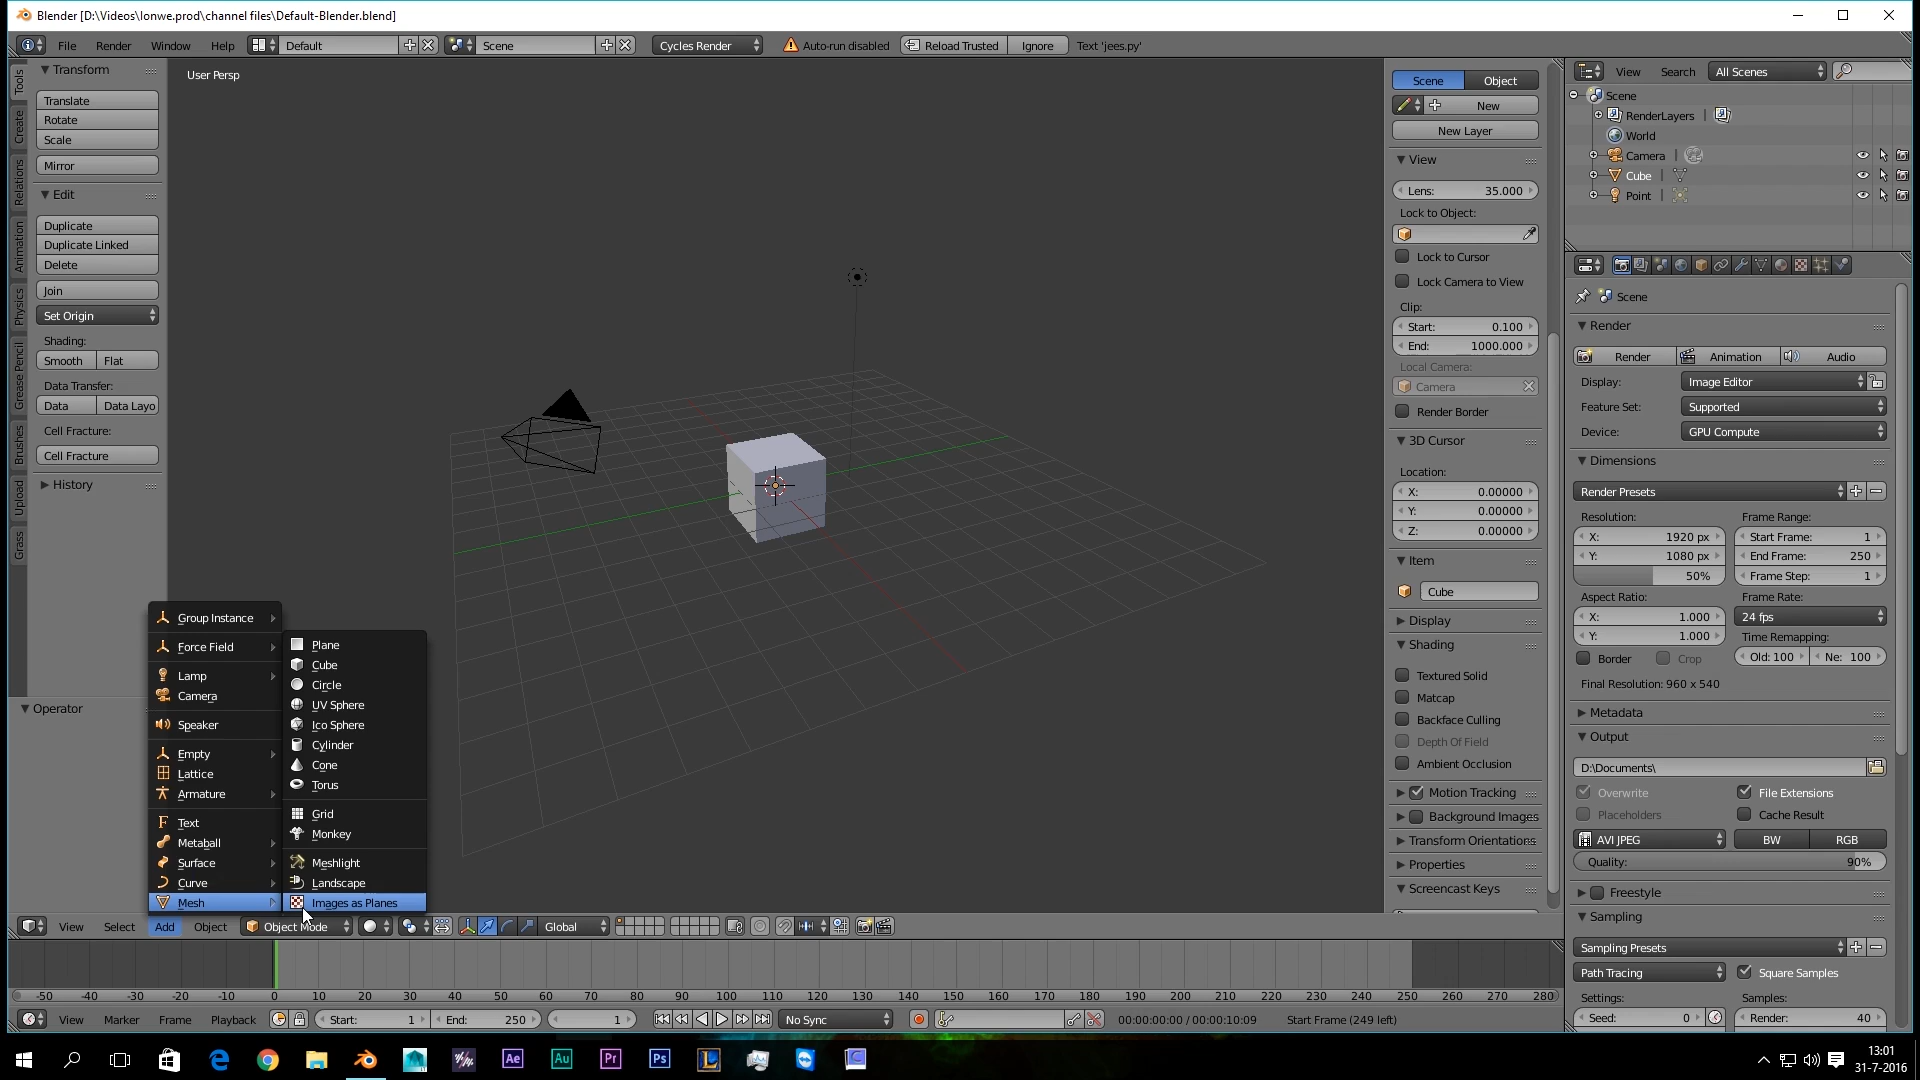 Blender [D:\Videos\lonwe.prod\channel files\Default-Blender.blend]
File Render Window Help Default Scene Cycles Render Auto-run disabled Reload Trusted Ignore Text 'jees.py'
Tools
Create
Relations
Animation
Physics
Grease Pencil
Brushes
Upload
Grass
Transform
Translate
Rotate
Scale
Mirror
Edit
Duplicate
Duplicate Linked
Delete
Join
Set Origin
Shading:
Smooth Flat
Data Transfer:
Data Data Layo
Cell Fracture:
Cell Fracture
History
Operator
User Persp
Group Instance
Force Field
Lamp
Camera
Speaker
Empty
Lattice
Armature
Text
Metaball
Surface
Curve
Mesh
Plane
Cube
Circle
UV Sphere
Ico Sphere
Cylinder
Cone
Torus
Grid
Monkey
Meshlight
Landscape
Images as Planes
View Select Add Object Object Mode Global
Scene Object
New
New Layer
View
Lens: 35.000
Lock to Object:
Lock to Cursor
Lock Camera to View
Clip:
Start: 0.100
End: 1000.000
Local Camera:
Camera
Render Border
3D Cursor
Location:
X: 0.00000
Y: 0.00000
Z: 0.00000
Item
Cube
Display
Shading
Textured Solid
Matcap
Backface Culling
Depth Of Field
Ambient Occlusion
Motion Tracking
Background Images
Transform Orientations
Properties
Screencast Keys
View Search All Scenes
Scene
RenderLayers
World
Camera
Cube
Point
Scene
Render
Render Animation Audio
Display: Image Editor
Feature Set: Supported
Device: GPU Compute
Dimensions
Render Presets
Resolution: Frame Range:
X: 1920 px Start Frame: 1
Y: 1080 px End Frame: 250
50% Frame Step: 1
Aspect Ratio: Frame Rate:
X: 1.000 24 fps
Y: 1.000 Time Remapping:
Border Crop Old: 100 Ne: 100
Final Resolution: 960 x 540
Metadata
Output
D:\Documents\
Overwrite File Extensions
Placeholders Cache Result
AVI JPEG BW RGB
Quality: 90%
Freestyle
Sampling
Sampling Presets
Path Tracing Square Samples
Settings: Samples:
Seed: 0 Render: 40
-50 -40 -30 -20 -10 0 10 20 30 40 50 60 70 80 90 100 110 120 130 140 150 160 170 180 190 200 210 220 230 240 250 260 270 280
View Marker Frame Playback Start: 1 End: 250 1 No Sync 00:00:00:00 / 00:00:10:09 Start Frame (249 left)
Ae Au Pr Ps L
13:01
31-7-2016